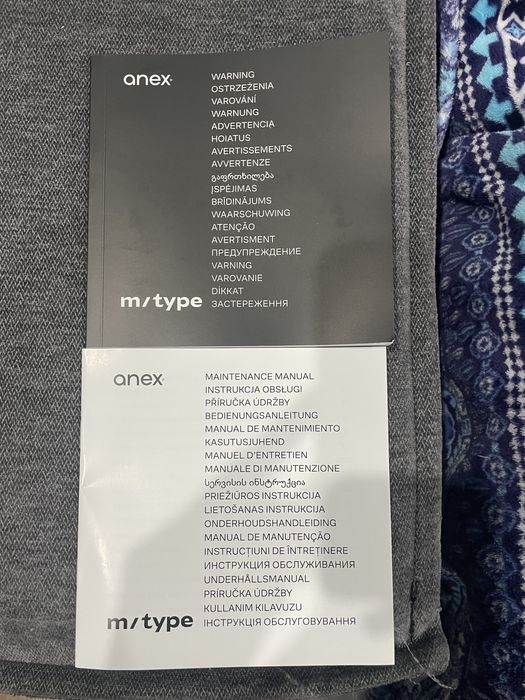 anex
WARNING
OSTRZEŻENIA
VAROVÁNÍ
WARNUNG
ADVERTENCIA
HOIATUS
AVERTISSEMENTS
AVVERTENZE
გაფრთხილება
ĮSPĖJIMAS
BRĪDINĀJUMS
WAARSCHUWING
ATENÇÃO
AVERTISMENT
ПРЕДУПРЕЖДЕНИЕ
VARNING
VAROVANIE
DİKKAT
m/type ЗАСТЕРЕЖЕННЯ
anex
MAINTENANCE MANUAL
INSTRUKCJA OBSŁUGI
PŘÍRUČKA ÚDRŽBY
BEDIENUNGSANLEITUNG
MANUAL DE MANTENIMIENTO
KASUTUSJUHEND
MANUEL D'ENTRETIEN
MANUALE DI MANUTENZIONE
სერვისის ინსტრუქცია
PRIEŽIŪROS INSTRUKCIJA
LIETOŠANAS INSTRUKCIJA
ONDERHOUDSHANDLEIDING
MANUAL DE MANUTENÇÃO
INSTRUCȚIUNI DE ÎNTREȚINERE
ИНСТРУКЦИЯ ОБСЛУЖИВАНИЯ
UNDERHÅLLSMANUAL
PRÍRUČKA ÚDRŽBY
KULLANIM KILAVUZU
m/type ІНСТРУКЦІЯ ОБСЛУГОВУВАННЯ